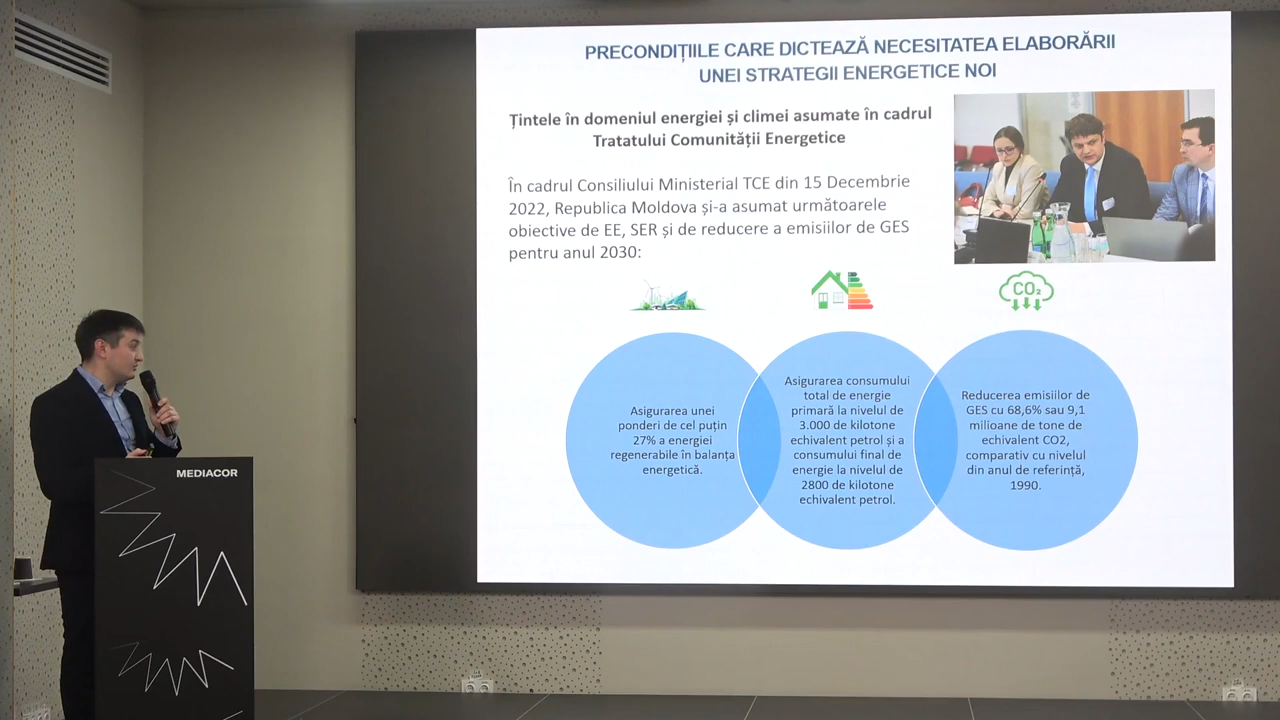 PRECONDIȚIILE CARE DICTEAZĂ NECESITATEA ELABORĂRII
UNEI STRATEGII ENERGETICE NOI
Țintele în domeniul energiei și climei asumate în cadrul
Tratatului Comunității Energetice
În cadrul Consiliului Ministerial TCE din 15 Decembrie
2022, Republica Moldova și-a asumat următoarele
obiective de EE, SER și de reducere a emisiilor de GES
pentru anul 2030:
CO₂
Asigurarea unei
ponderi de cel puțin
27% a energiei
regenerabile în balanța
energetică.
Asigurarea consumului
total de energie
primară la nivelul de
3.000 de kilotone
echivalent petrol și a
consumului final de
energie la nivelul de
2800 de kilotone
echivalent petrol.
Reducerea emisiilor de
GES cu 68,6% sau 9,1
milioane de tone de
echivalent CO2,
comparativ cu nivelul
din anul de referință,
1990.
MEDIACOR